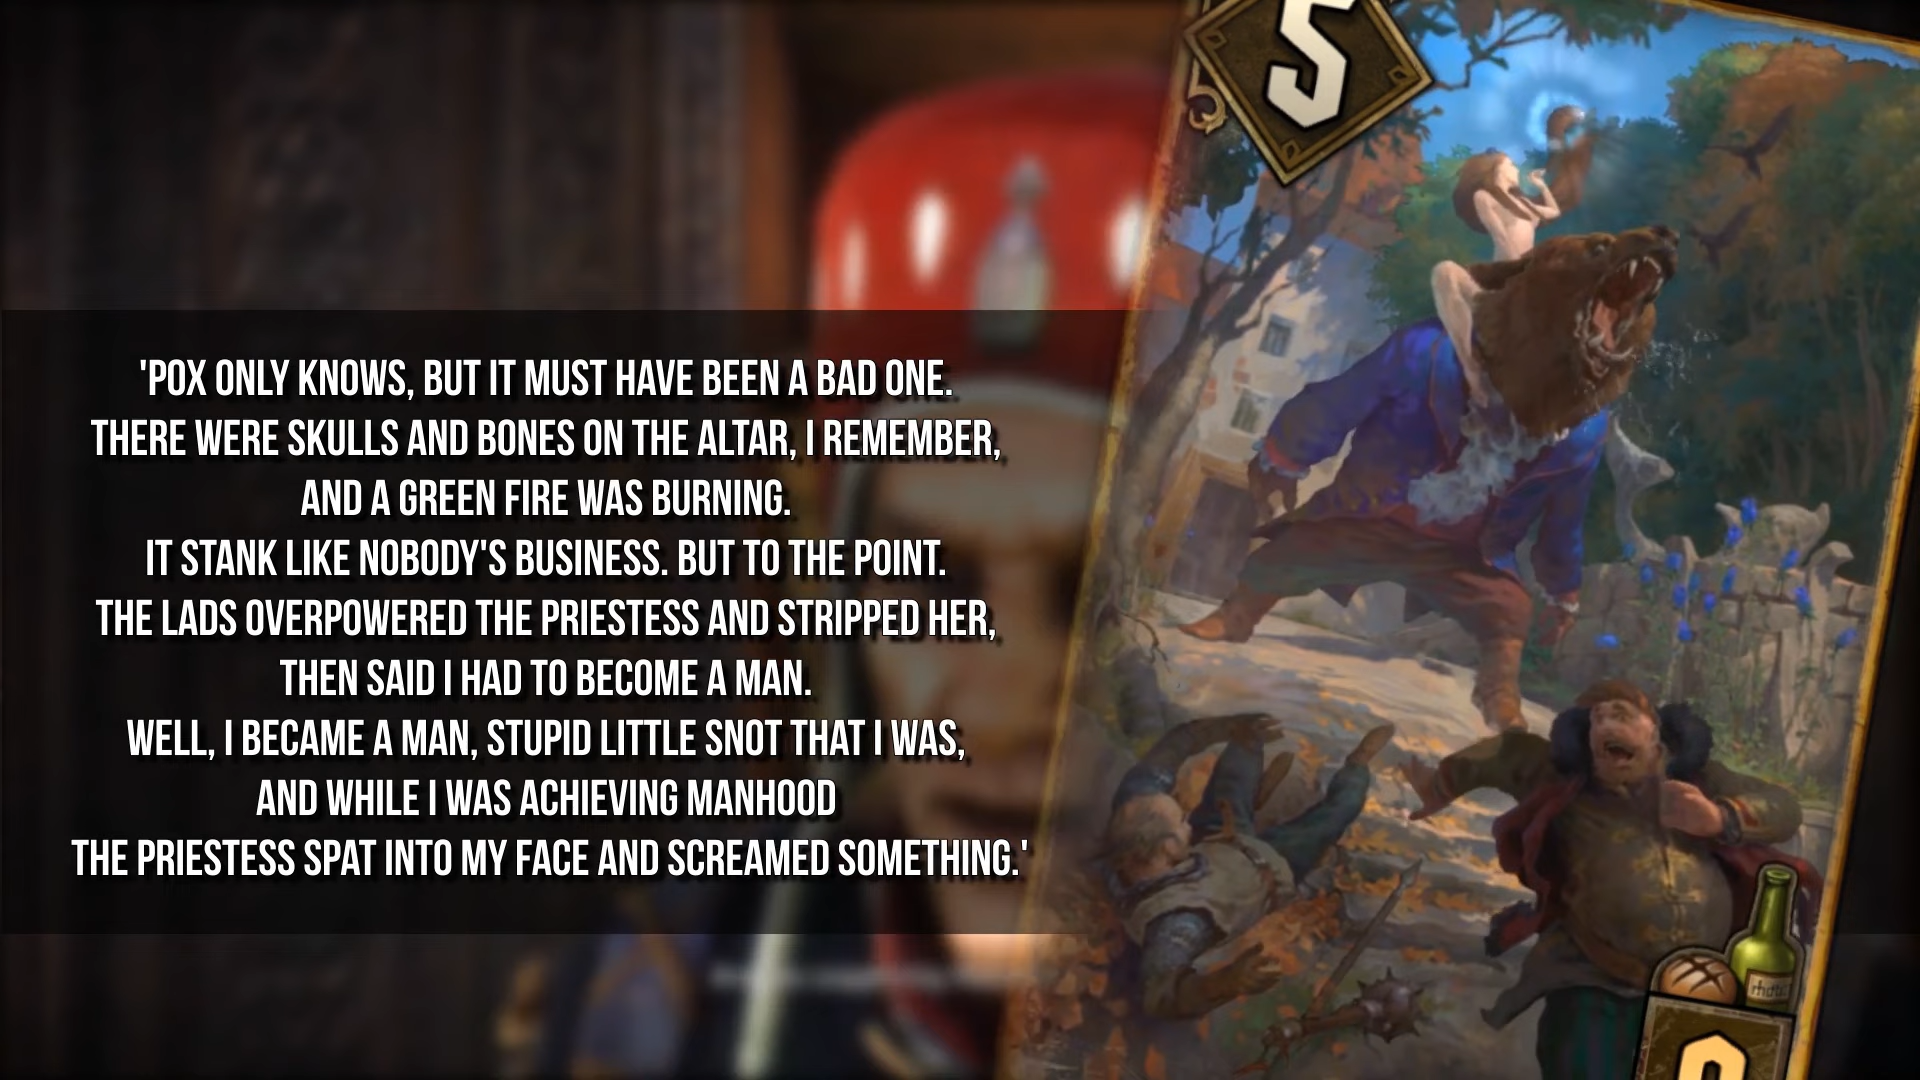 5
'POX ONLY KNOWS, BUT IT MUST HAVE BEEN A BAD ONE.
THERE WERE SKULLS AND BONES ON THE ALTAR, I REMEMBER,
AND A GREEN FIRE WAS BURNING.
IT STANK LIKE NOBODY'S BUSINESS. BUT TO THE POINT.
THE LADS OVERPOWERED THE PRIESTESS AND STRIPPED HER,
THEN SAID I HAD TO BECOME A MAN.
WELL, I BECAME A MAN, STUPID LITTLE SNOT THAT I WAS,
AND WHILE I WAS ACHIEVING MANHOOD
THE PRIESTESS SPAT INTO MY FACE AND SCREAMED SOMETHING.'